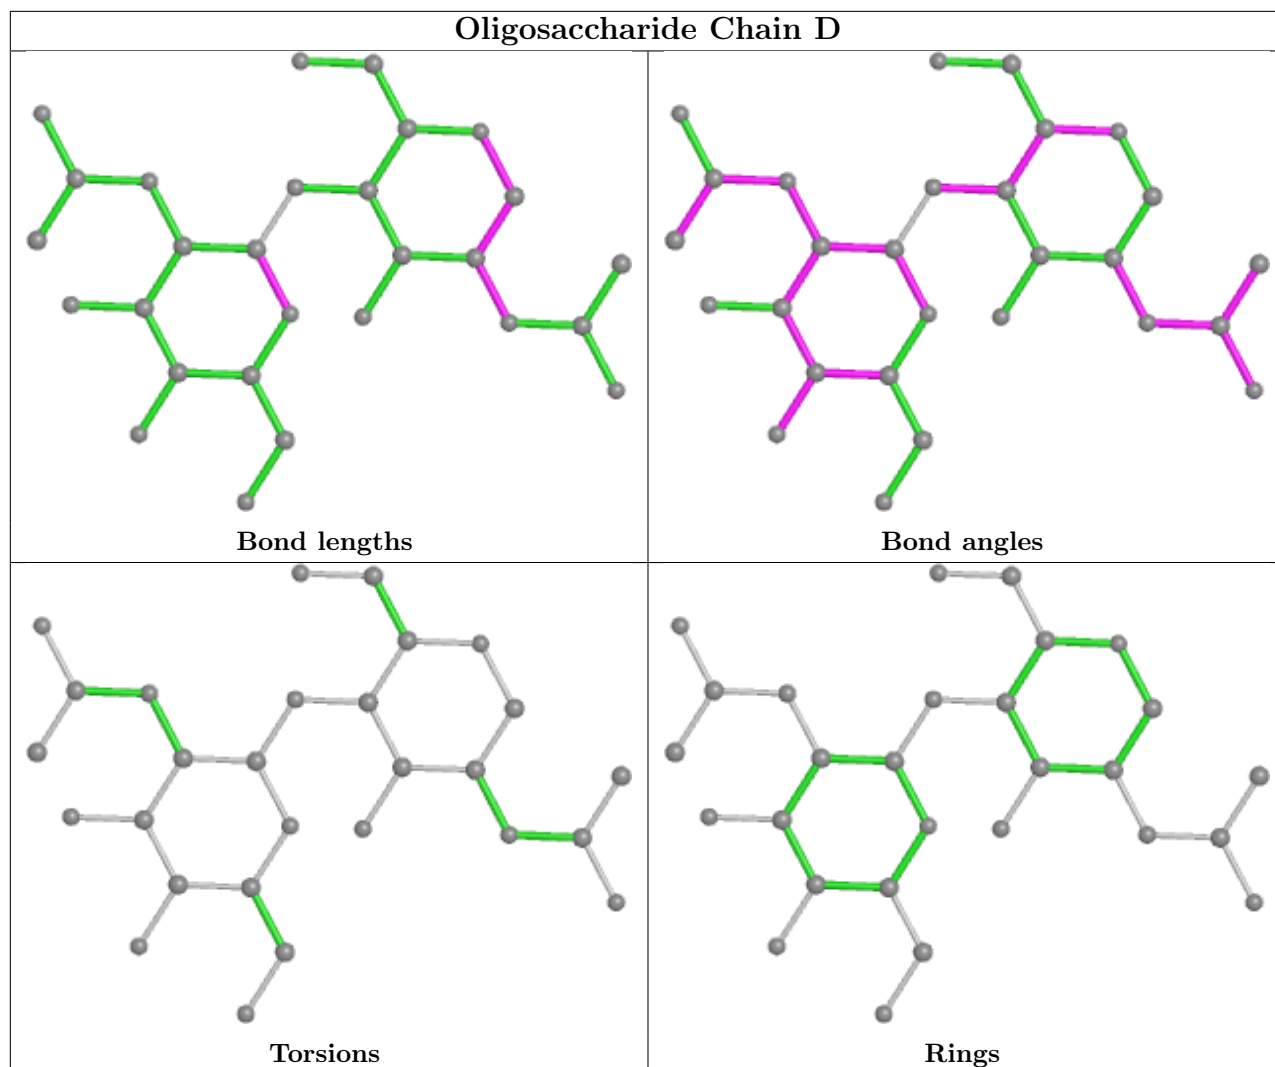 Oligosaccharide Chain D
Bond lengths
Bond angles
Torsions
Rings